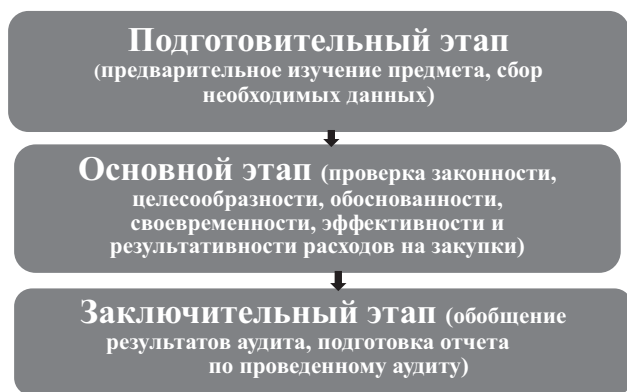 Подготовительный этап
(предварительное изучение предмета, сбор
необходимых данных)
Основной этап (проверка законности,
целесообразности, обоснованности,
своевременности, эффективности и
результативности расходов на закупки)
Заключительный этап (обобщение
результатов аудита, подготовка отчета
по проведенному аудиту)